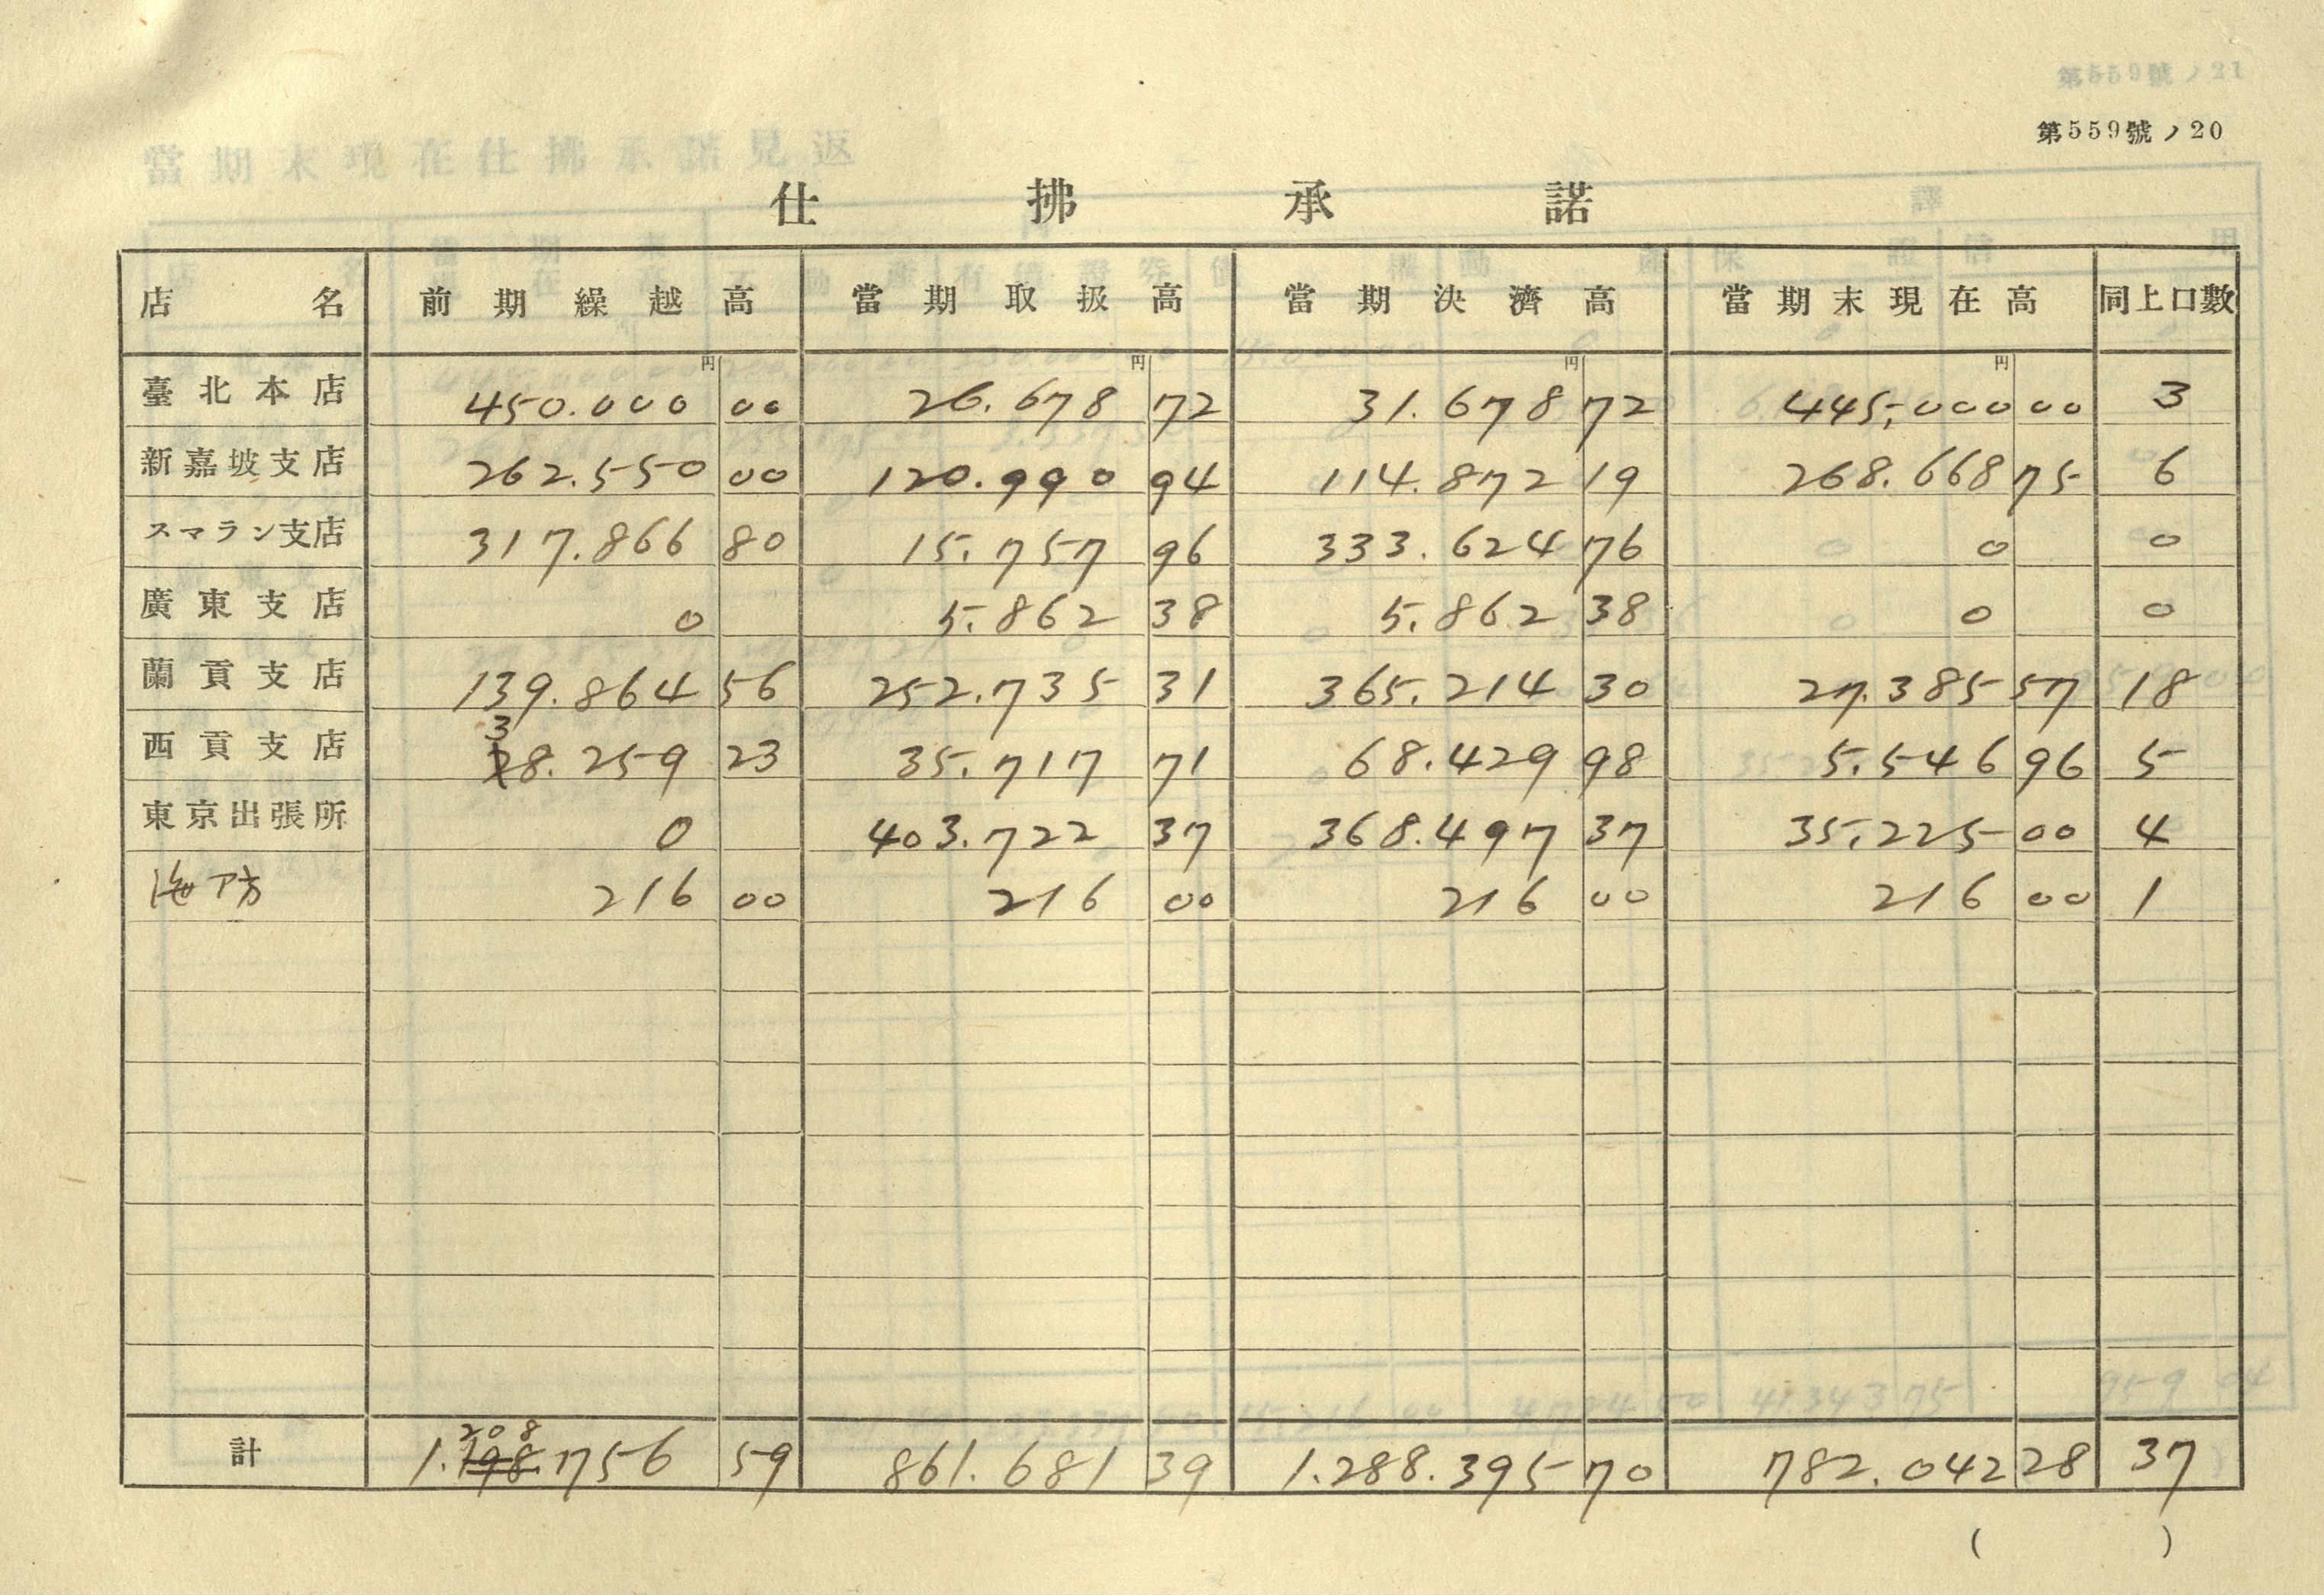 第559號ノ20
仕拂承諾
店名 前期繰越高 當期取扱高 當期決濟高 當期末現在高 同上口數
円 円 円 円
臺北本店 450.000 00 26.678 72 31.678 72 445,000 00 3
新嘉坡支店 262.550 00 120.990 94 114.872 19 268.668 75 6
スマラン支店 317.866 80 15.757 96 333.624 76 0 0
廣東支店 0 5.862 38 5.862 38 0 0
蘭貢支店 139.864 56 252.735 31 365.214 30 27.385 57 18
西貢支店 38.259 23 35.717 71 68.429 98 5.546 96 5
東京出張所 0 403.722 37 368.497 37 35.225 00 4
海防 216 00 216 00 216 00 216 00 1
計 1.208.756 59 861.681 39 1.288.395 70 782.042 28 37
( )